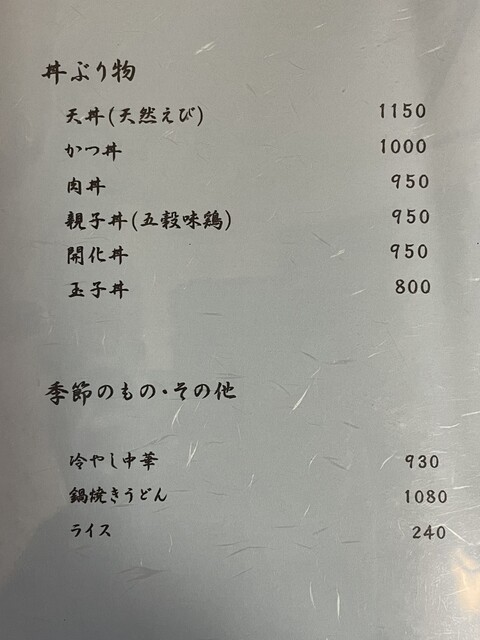 丼ぶり物
天丼(天然えび) 1150
かつ丼 1000
肉丼 950
親子丼(五穀味鶏) 950
開化丼 950
玉子丼 800
季節のもの・その他
冷やし中華 930
鍋焼きうどん 1080
ライス 240